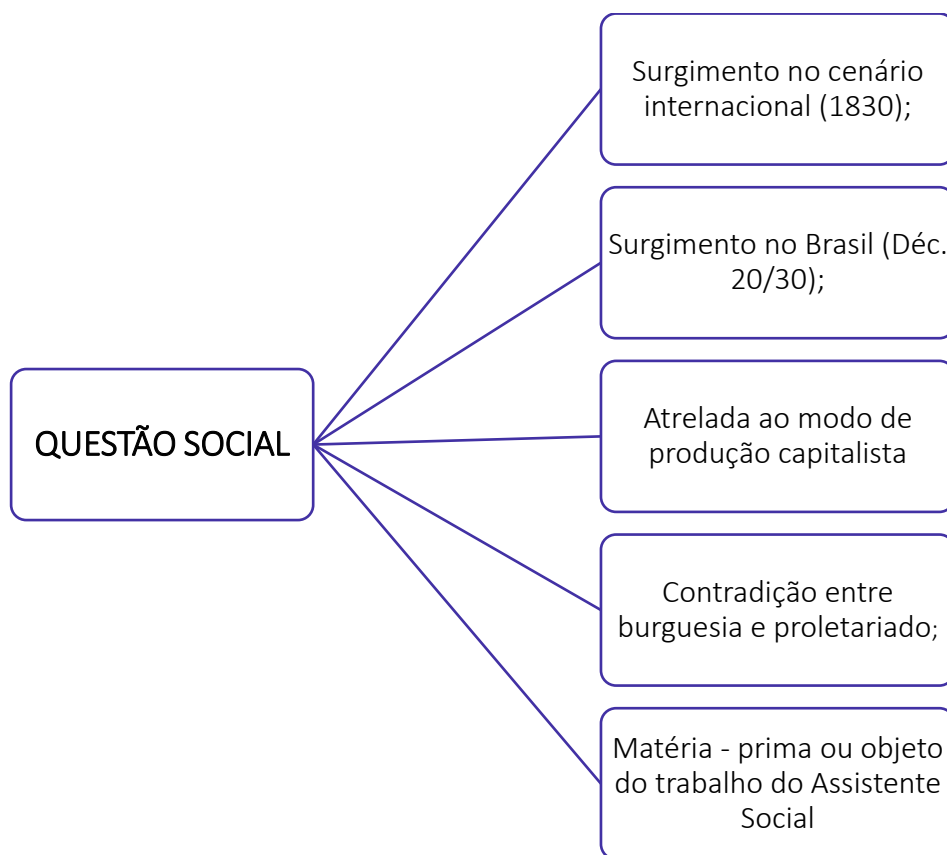 Surgimento no cenário
internacional (1830);
Surgimento no Brasil (Déc.
20/30);
QUESTÃO SOCIAL
Atrelada ao modo de
produção capitalista
Contradição entre
burguesia e proletariado;
Matéria - prima ou objeto
do trabalho do Assistente
Social